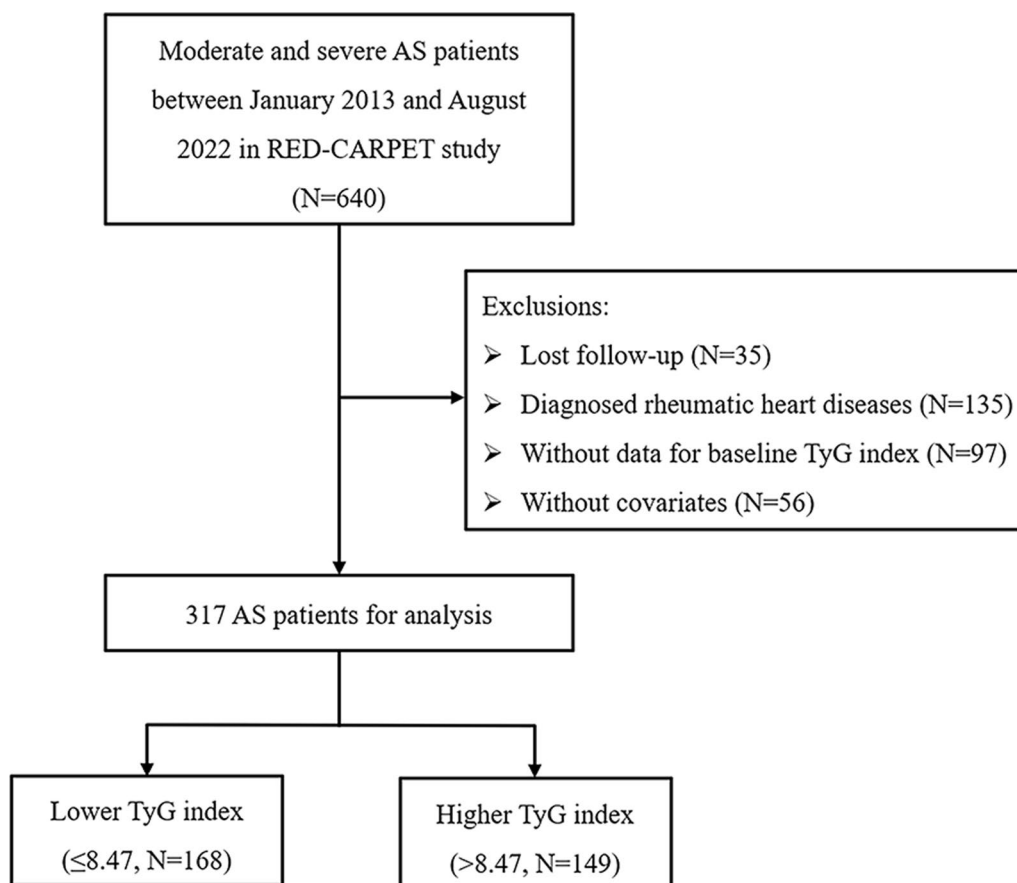 Moderate and severe AS patients
between January 2013 and August
2022 in RED-CARPET study
(N=640)
Exclusions:
➢ Lost follow-up (N=35)
➢ Diagnosed rheumatic heart diseases (N=135)
➢ Without data for baseline TyG index (N=97)
➢ Without covariates (N=56)
317 AS patients for analysis
Lower TyG index
(≤8.47, N=168)
Higher TyG index
(>8.47, N=149)